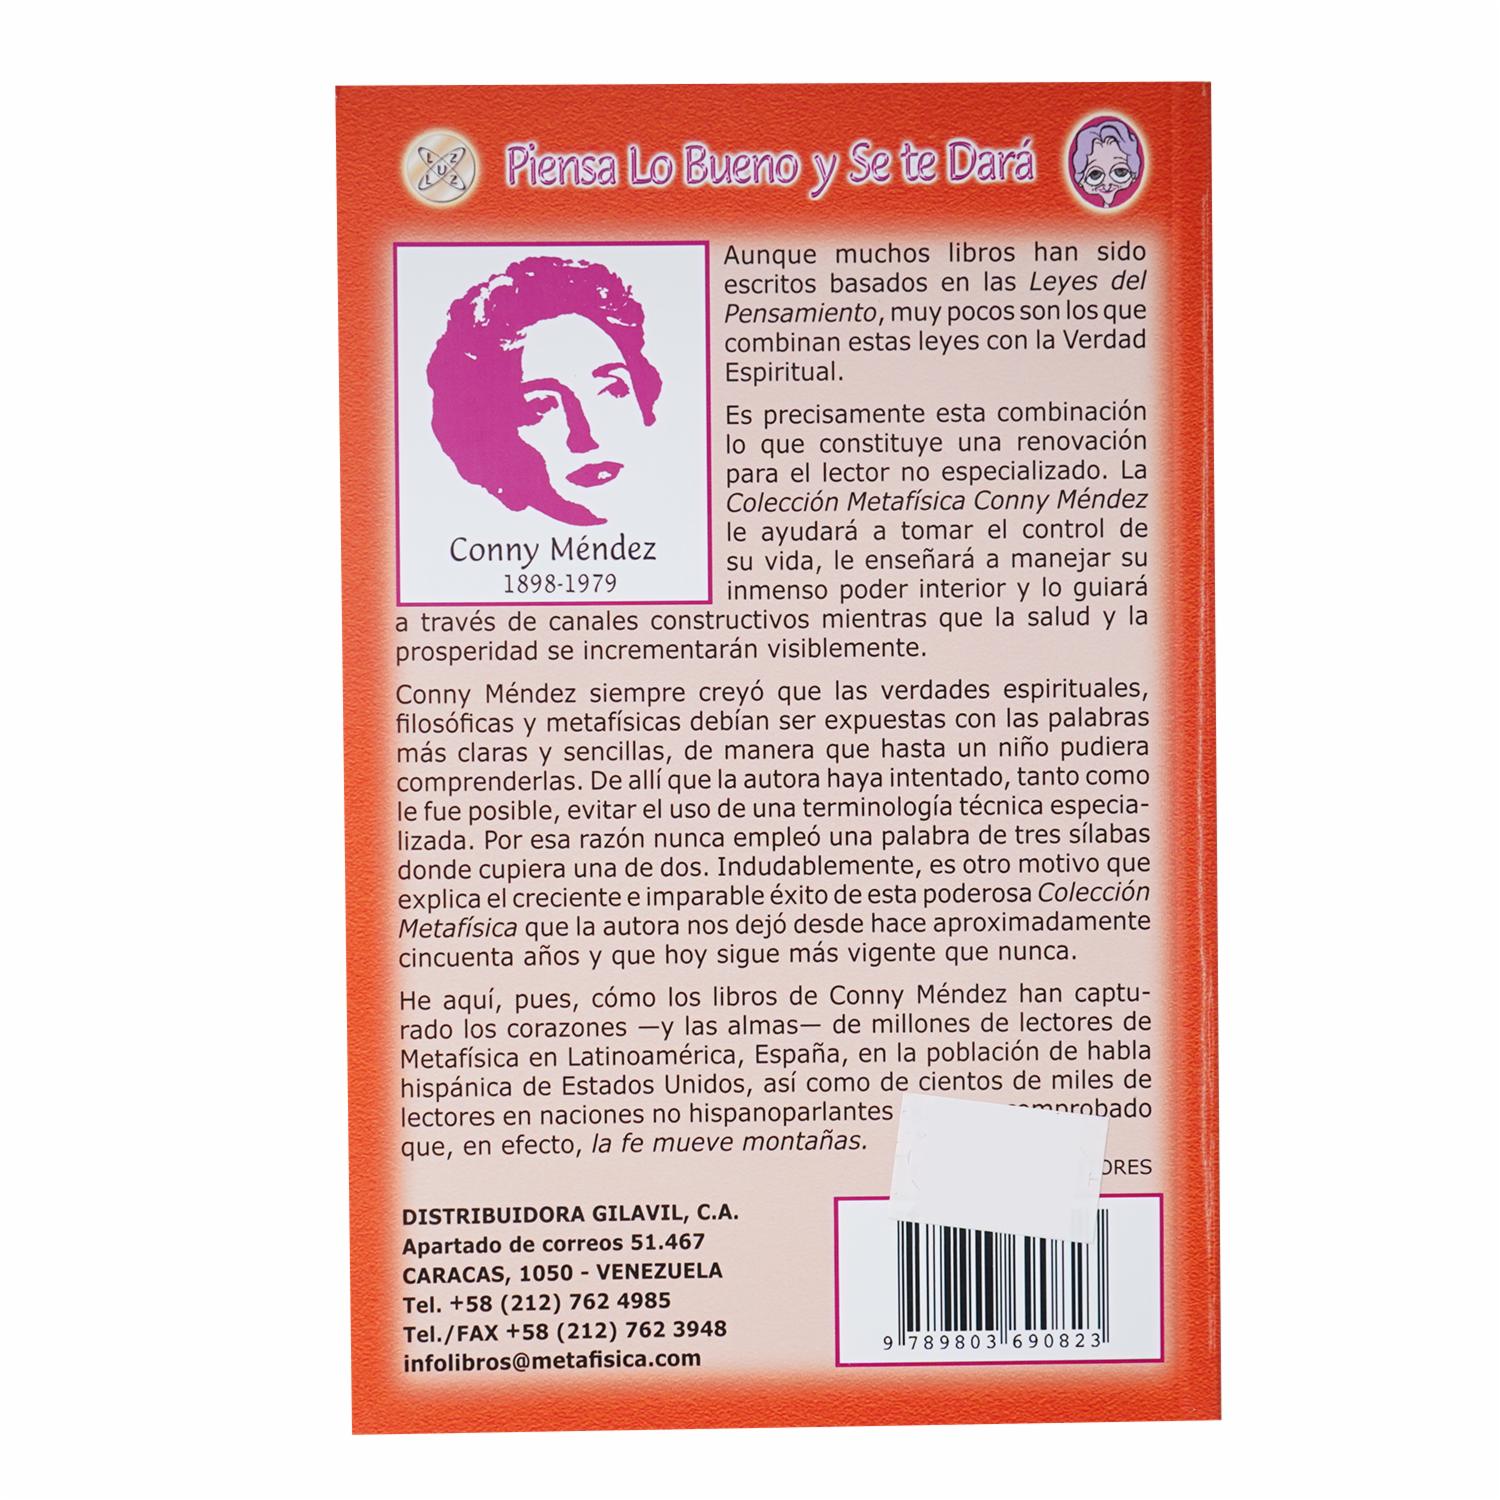 LUZ
LUZ
Piensa Lo Bueno y Se te Dará
Conny Méndez
1898-1979
Aunque muchos libros han sido
escritos basados en las Leyes del
Pensamiento, muy pocos son los que
combinan estas leyes con la Verdad
Espiritual.
Es precisamente esta combinación
lo que constituye una renovación
para el lector no especializado. La
Colección Metafísica Conny Méndez
le ayudará a tomar el control de
su vida, le enseñará a manejar su
inmenso poder interior y lo guiará
a través de canales constructivos mientras que la salud y la
prosperidad se incrementarán visiblemente.
Conny Méndez siempre creyó que las verdades espirituales,
filosóficas y metafísicas debían ser expuestas con las palabras
más claras y sencillas, de manera que hasta un niño pudiera
comprenderlas. De allí que la autora haya intentado, tanto como
le fue posible, evitar el uso de una terminología técnica especia-
lizada. Por esa razón nunca empleó una palabra de tres sílabas
donde cupiera una de dos. Indudablemente, es otro motivo que
explica el creciente e imparable éxito de esta poderosa Colección
Metafísica que la autora nos dejó desde hace aproximadamente
cincuenta años y que hoy sigue más vigente que nunca.
He aquí, pues, cómo los libros de Conny Méndez han captu-
rado los corazones —y las almas— de millones de lectores de
Metafísica en Latinoamérica, España, en la población de habla
hispánica de Estados Unidos, así como de cientos de miles de
lectores en naciones no hispanoparlantes comprobado
que, en efecto, la fe mueve montañas.
DISTRIBUIDORA GILAVIL, C.A.
Apartado de correos 51.467
CARACAS, 1050 - VENEZUELA
Tel. +58 (212) 762 4985
Tel./FAX +58 (212) 762 3948
infolibros@metafisica.com
9 789803 690823